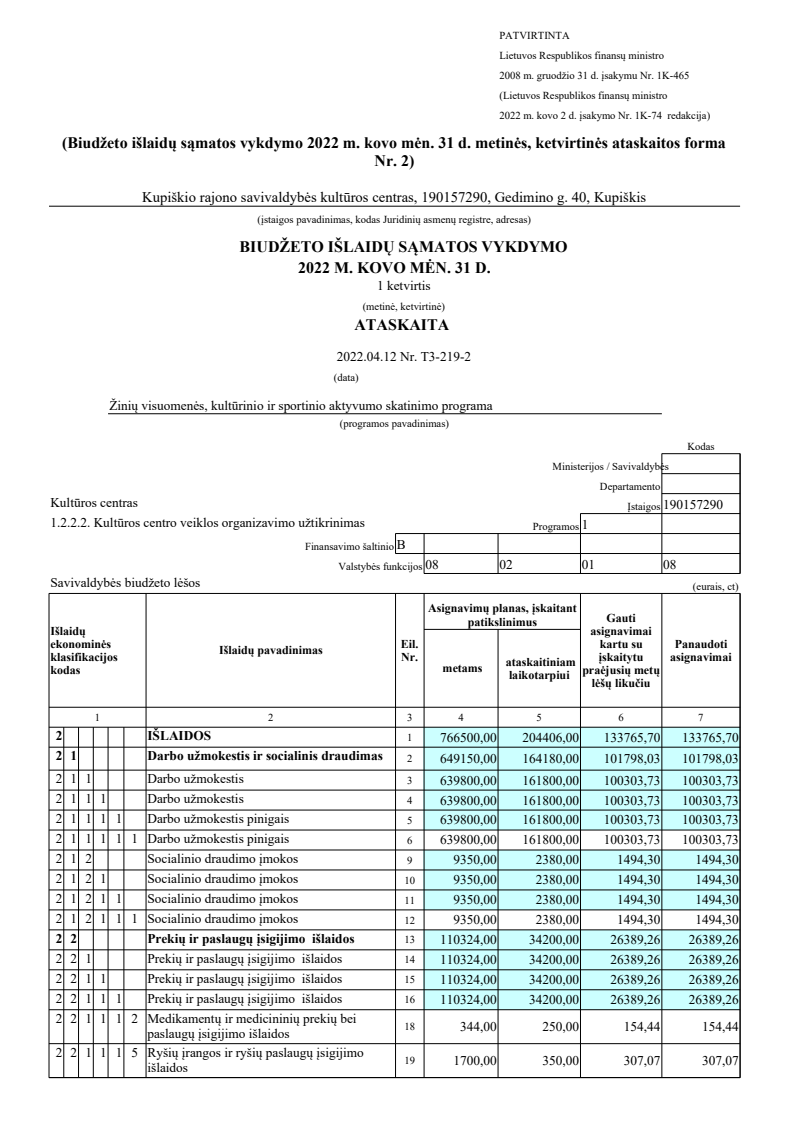 PATVIRTINTA
Lietuvos Respublikos finansų ministro
2008 m. gruodžio 31 d. įsakymu Nr. 1K-465
(Lietuvos Respublikos finansų ministro
2022 m. kovo 2 d. įsakymo Nr. 1K-74 redakcija)
(Biudžeto išlaidų sąmatos vykdymo 2022 m. kovo mėn. 31 d. metinės, ketvirtinės ataskaitos forma
Nr. 2)
Kupiškio rajono savivaldybės kultūros centras, 190157290, Gedimino g. 40, Kupiškis
(įstaigos pavadinimas, kodas Juridinių asmenų registre, adresas)
BIUDŽETO IŠLAIDŲ SĄMATOS VYKDYMO
2022 M. KOVO MĖN. 31 D.
1 ketvirtis
(metinė, ketvirtinė)
ATASKAITA
2022.04.12 Nr. T3-219-2
(data)
Žinių visuomenės, kultūrinio ir sportinio aktyvumo skatinimo programa
(programos pavadinimas)
Kodas
Ministerijos / Savivaldybės
Departamento
Kultūros centras
Įstaigos 190157290
1.2.2.2. Kultūros centro veiklos organizavimo užtikrinimas
Programos 1
Finansavimo šaltinio B
Valstybės funkcijos 08 02 01 08
Savivaldybės biudžeto lėšos
(eurais, ct)
Išlaidų ekonominės klasifikacijos kodas
Išlaidų pavadinimas
Eil. Nr.
Asignavimų planas, įskaitant patikslinimus
metams
ataskaitiniam laikotarpiui
Gauti asignavimai kartu su įskaitytu praėjusių metų lėšų likučiu
Panaudoti asignavimai
1 2 3 4 5 6 7
2 IŠLAIDOS 1 766500,00 204406,00 133765,70 133765,70
2 1 Darbo užmokestis ir socialinis draudimas 2 649150,00 164180,00 101798,03 101798,03
2 1 1 Darbo užmokestis 3 639800,00 161800,00 100303,73 100303,73
2 1 1 1 Darbo užmokestis 4 639800,00 161800,00 100303,73 100303,73
2 1 1 1 1 Darbo užmokestis pinigais 5 639800,00 161800,00 100303,73 100303,73
2 1 1 1 1 1 Darbo užmokestis pinigais 6 639800,00 161800,00 100303,73 100303,73
2 1 2 Socialinio draudimo įmokos 9 9350,00 2380,00 1494,30 1494,30
2 1 2 1 Socialinio draudimo įmokos 10 9350,00 2380,00 1494,30 1494,30
2 1 2 1 1 Socialinio draudimo įmokos 11 9350,00 2380,00 1494,30 1494,30
2 1 2 1 1 1 Socialinio draudimo įmokos 12 9350,00 2380,00 1494,30 1494,30
2 2 Prekių ir paslaugų įsigijimo išlaidos 13 110324,00 34200,00 26389,26 26389,26
2 2 1 Prekių ir paslaugų įsigijimo išlaidos 14 110324,00 34200,00 26389,26 26389,26
2 2 1 1 Prekių ir paslaugų įsigijimo išlaidos 15 110324,00 34200,00 26389,26 26389,26
2 2 1 1 1 Prekių ir paslaugų įsigijimo išlaidos 16 110324,00 34200,00 26389,26 26389,26
2 2 1 1 1 2 Medikamentų ir medicininių prekių bei paslaugų įsigijimo išlaidos 18 344,00 250,00 154,44 154,44
2 2 1 1 1 5 Ryšių įrangos ir ryšių paslaugų įsigijimo išlaidos 19 1700,00 350,00 307,07 307,07